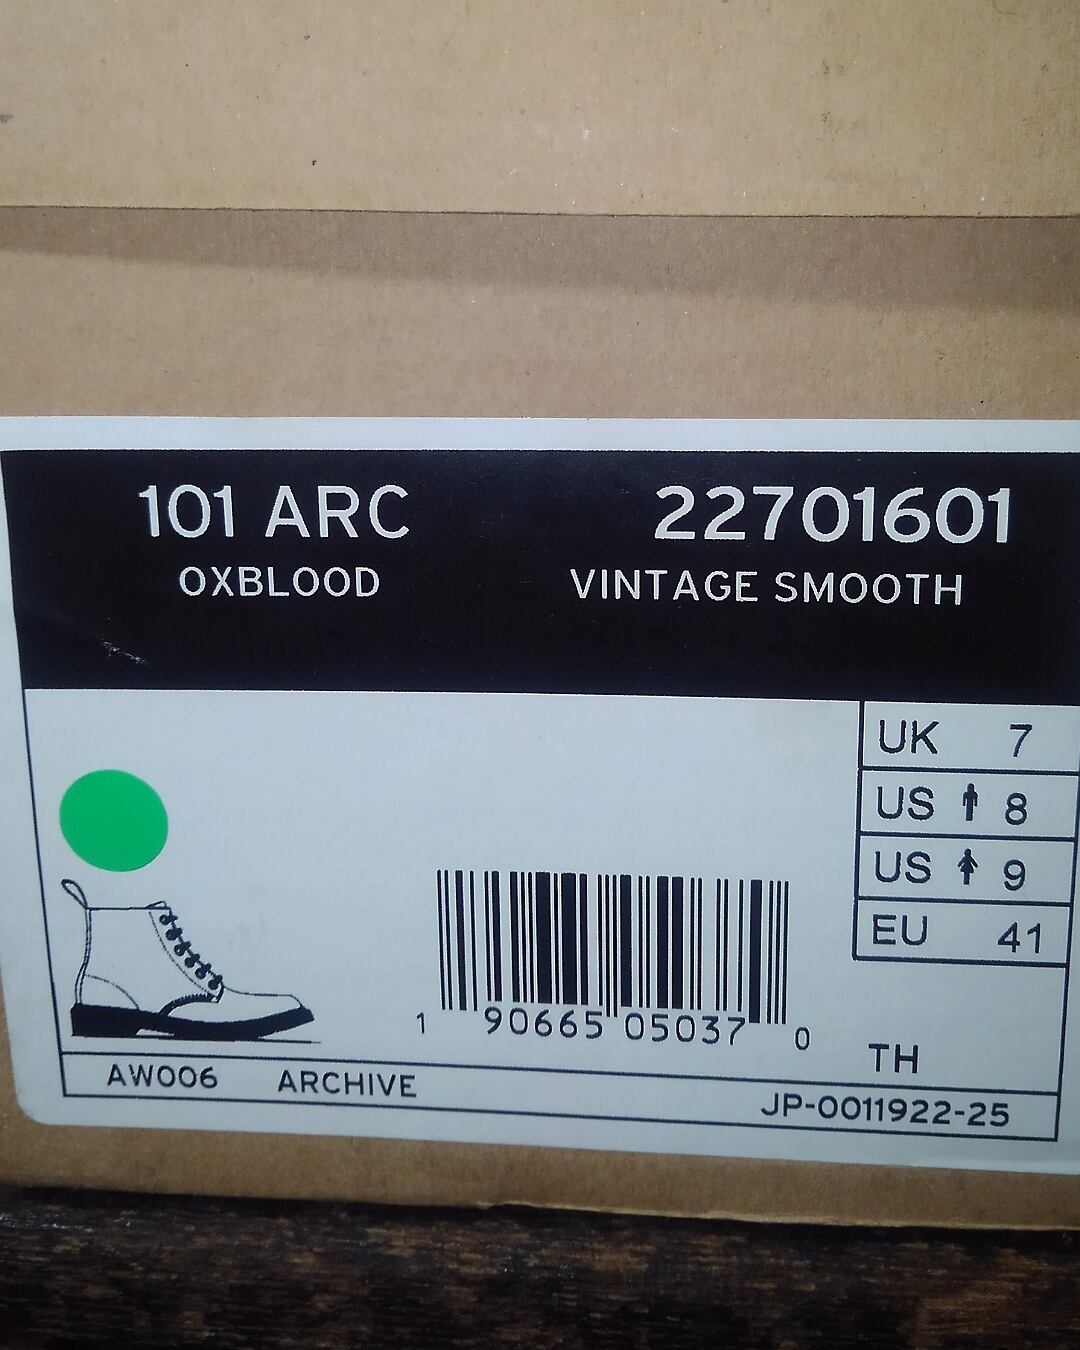 101 ARC 22701601
OXBLOOD VINTAGE SMOOTH
UK 7
US 8
US 9
EU 41
1 90665 05037 0
TH
AW006 ARCHIVE
JP-0011922-25